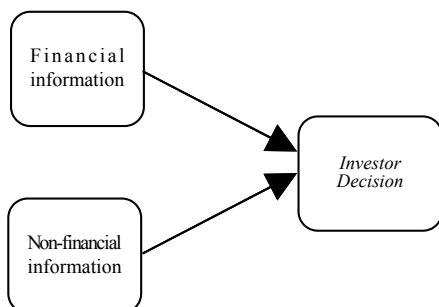 Financial
information
Investor
Decision
Non-financial
information